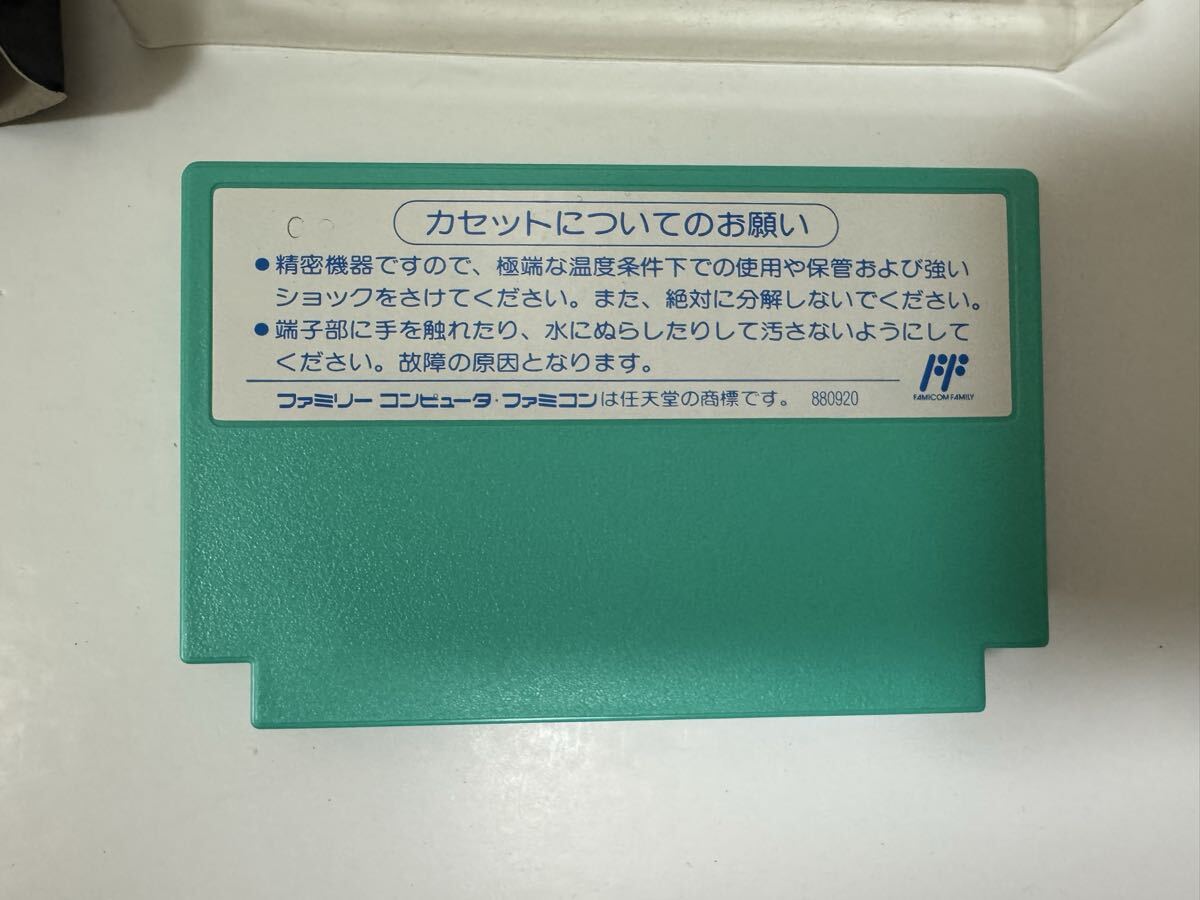 カセットについてのお願い
●精密機器ですので、極端な温度条件下での使用や保管および強い
ショックをさけてください。また、絶対に分解しないでください。
●端子部に手を触れたり、水にぬらしたりして汚さないようにして
ください。故障の原因となります。
FF
FAMICOM FAMILY
ファミリー コンピュータ・ファミコンは任天堂の商標です。 880920